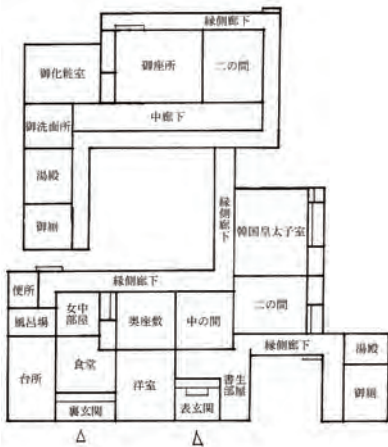 縁側廊下
御化粧室
御座所
二の間
御洗面所
中廊下
湯殿
御厠
縁側廊下
韓国皇太子室
便所
縁側廊下
二の間
風呂場
女中部屋
奥座敷
中の間
縁側廊下
湯殿
台所
食堂
洋室
書生部屋
御厠
裏玄関
表玄関